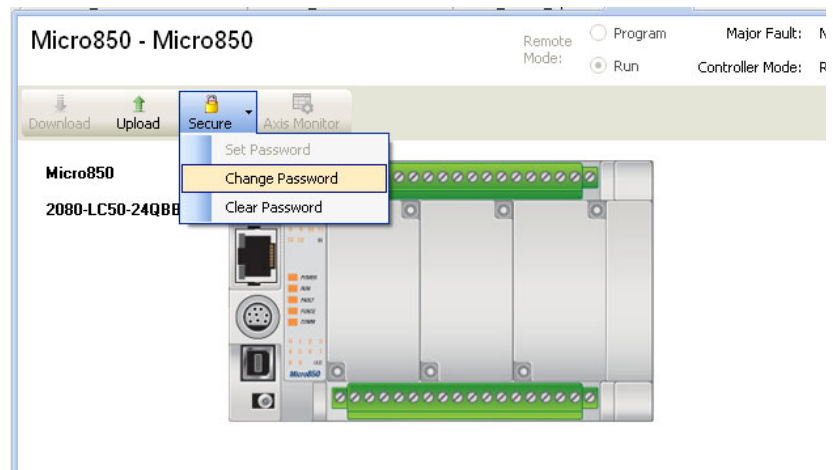 Micro850 - Micro850
Remote Mode:
Program
Run
Major Fault: N
Controller Mode: R
Download
Upload
Secure
Axis Monitor
Set Password
Change Password
Clear Password
Micro850
2080-LC50-24QB
POWER
RUN
FAULT
FORCE
COMM
Micro850